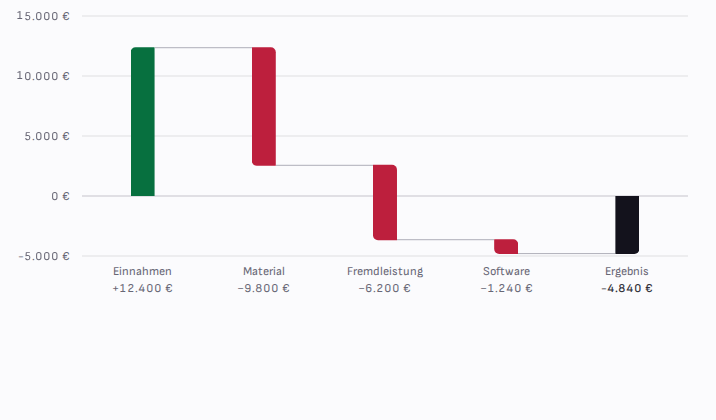 15.000 €
10.000 €
5.000 €
0 €
-5.000 €
Einnahmen Material Fremdleistung Software Ergebnis
+12.400 € −9.800 € −6.200 € −1.240 € −4.840 €